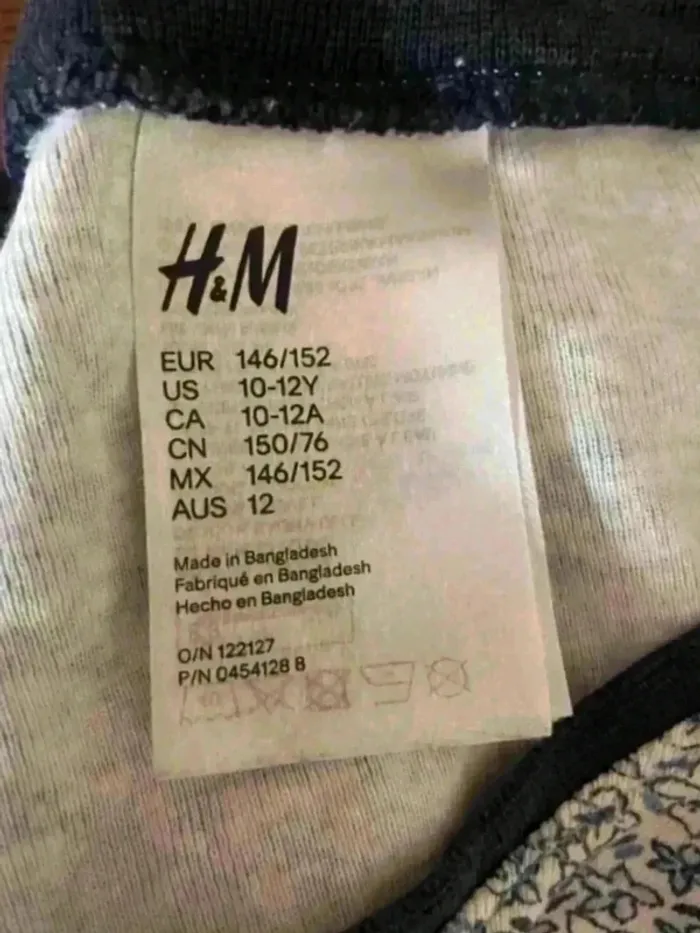 H&M
EUR 146/152
US 10-12Y
CA 10-12A
CN 150/76
MX 146/152
AUS 12
Made in Bangladesh
Fabriqué en Bangladesh
Hecho en Bangladesh
O/N 122127
P/N 0454128 8